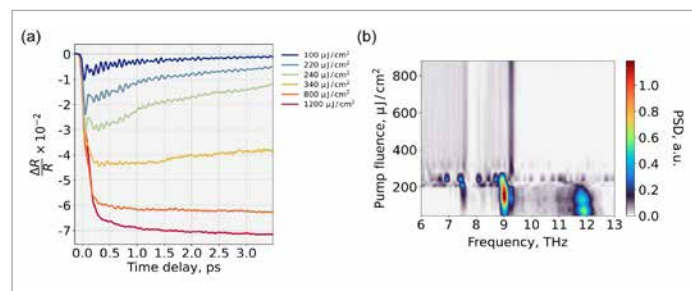 (a)
0
-1
-2
-3
-4
-5
-6
-7
ΔR/R × 10⁻²
0.0 0.5 1.0 1.5 2.0 2.5 3.0
Time delay, ps
100 μJ/cm²
220 μJ/cm²
240 μJ/cm²
340 μJ/cm²
800 μJ/cm²
1200 μJ/cm²
(b)
Pump fluence, μJ/cm²
800
600
400
200
6 7 8 9 10 11 12 13
Frequency, THz
1.0
0.8
0.6
0.4
0.2
0.0
PSD, a.u.